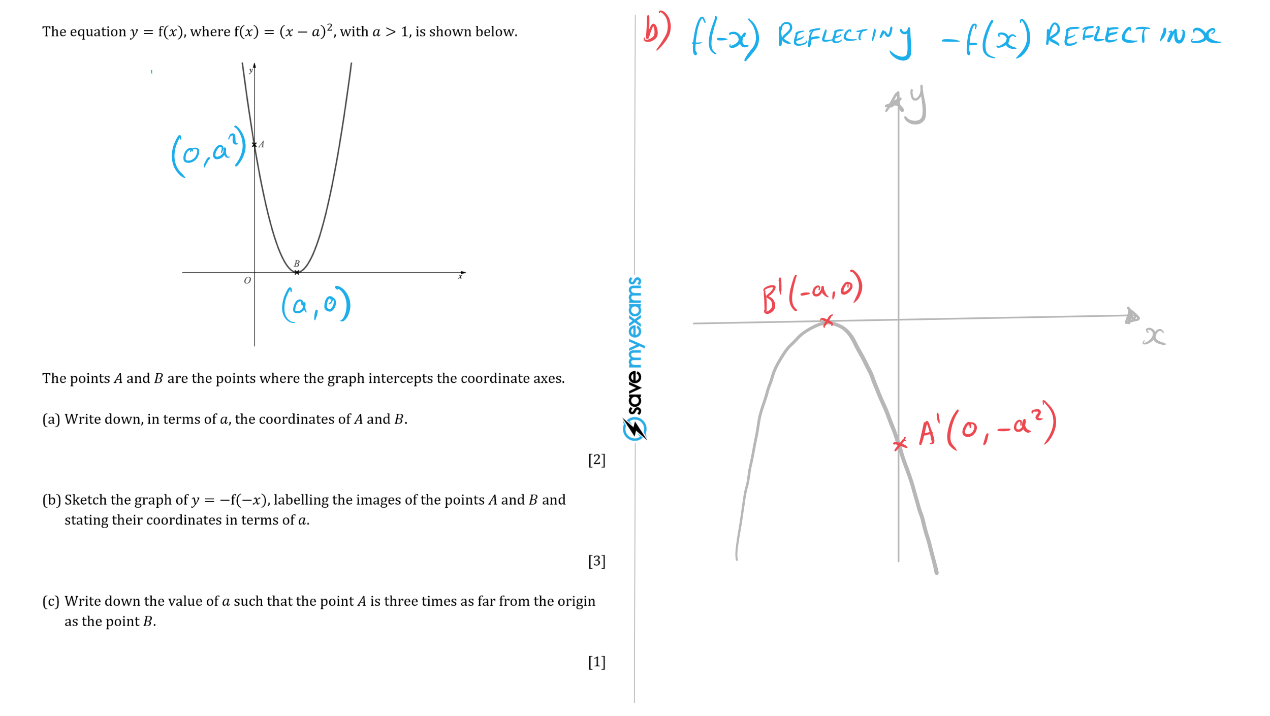 The equation y = f(x), where f(x) = (x − a)², with a > 1, is shown below.
y
A
(0,a²)
B
O
x
(a,0)
The points A and B are the points where the graph intercepts the coordinate axes.
(a) Write down, in terms of a, the coordinates of A and B.
[2]
(b) Sketch the graph of y = −f(−x), labelling the images of the points A and B and
stating their coordinates in terms of a.
[3]
(c) Write down the value of a such that the point A is three times as far from the origin
as the point B.
[1]
save my exams
b) f(-x) REFLECT IN y -f(x) REFLECT IN x
y
B'(-a,0)
x
A'(0,-a²)